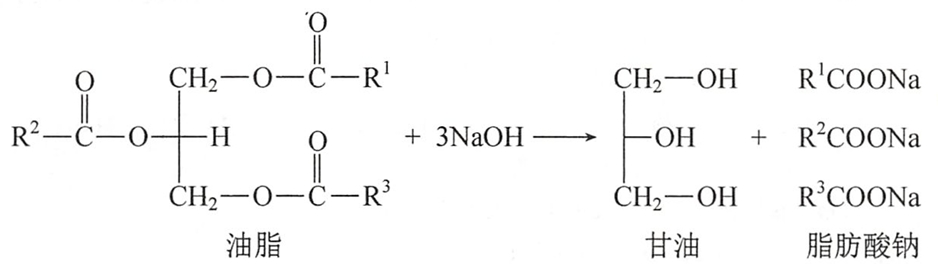 O O
CH₂—O—C—R¹ CH₂—OH R¹COONa
R²—C—O—H + 3NaOH ⟶ —OH + R²COONa
O
CH₂—O—C—R³ CH₂—OH R³COONa
油脂 甘油 脂肪酸钠